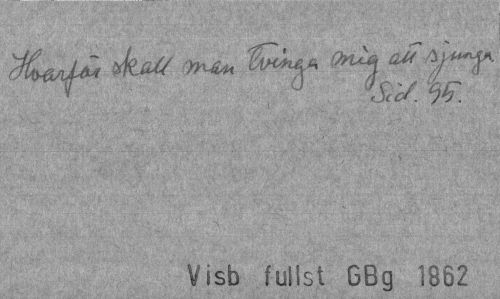 Hvarför skall man tvinga mig att sjunga
Sid. 95.
Visb fullst GBg 1862